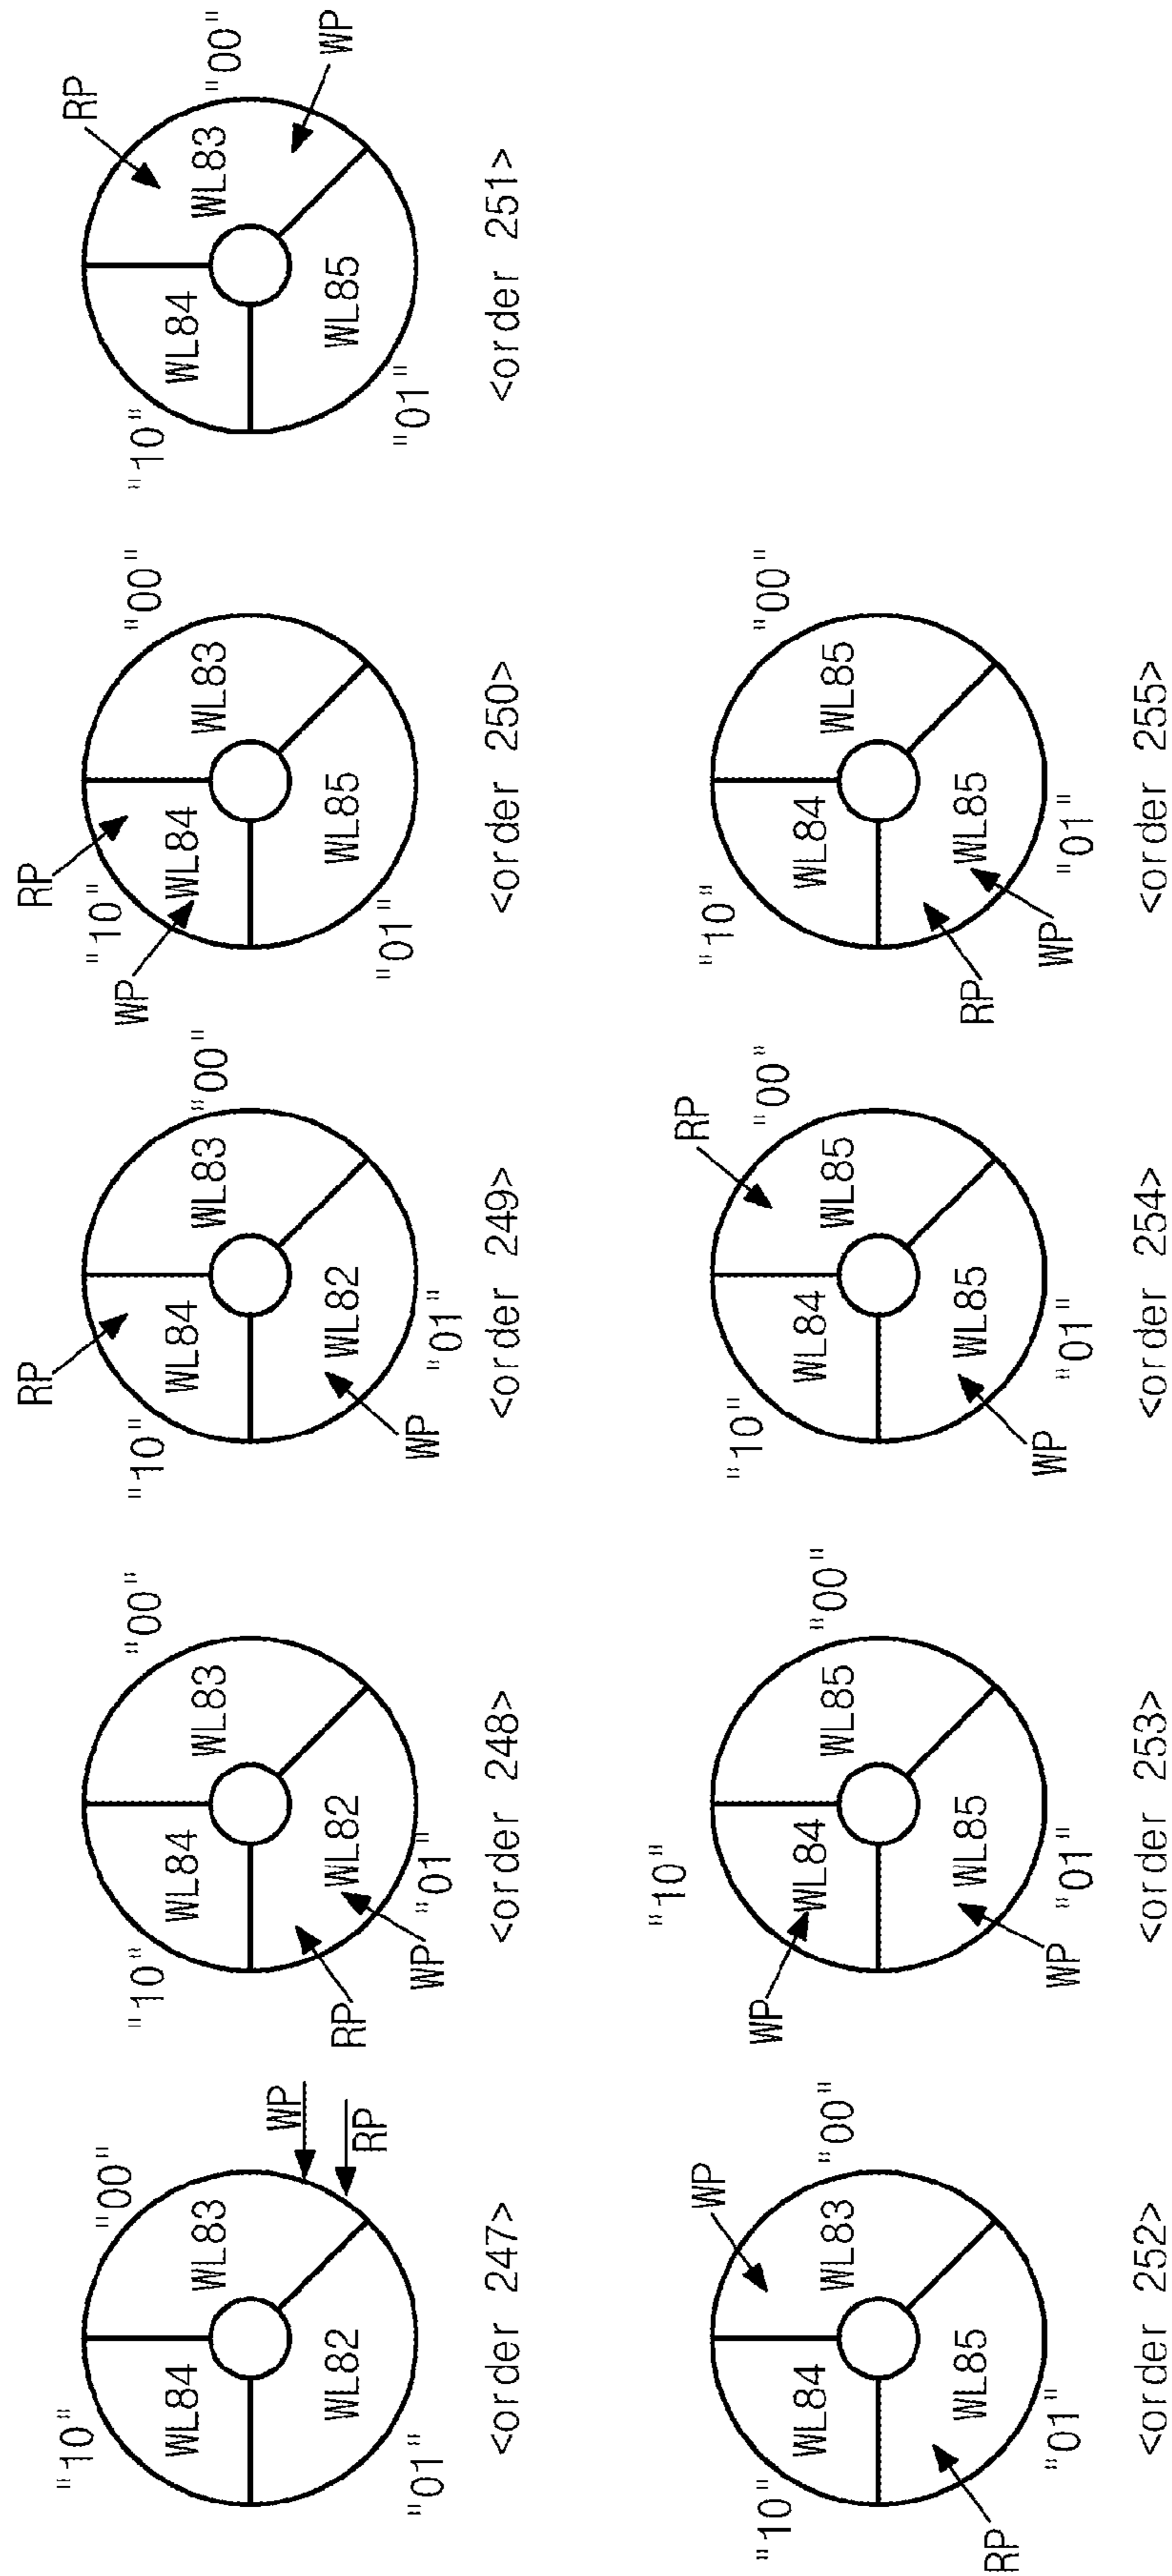 "10"
"00"
WL84
WL83
WL82
WP
RP
"01"
<order 247>
"10"
"00"
WL84
WL83
WL82
RP
WP
"01"
<order 248>
RP
"10"
"00"
WL84
WL83
WL82
WP
"01"
<order 249>
RP
"10"
"00"
WP
WL84
WL83
WL85
"01"
<order 250>
RP
"10"
"00"
WL84
WL83
WP
WL85
"01"
<order 251>
WP
"10"
"00"
WL84
WL83
WL85
RP
"01"
<order 252>
"10"
"00"
WP
WL84
WL85
WL85
WP
"01"
<order 253>
RP
"10"
"00"
WL84
WL85
WL85
WP
"01"
<order 254>
"10"
"00"
WL84
WL85
WL85
RP
WP
"01"
<order 255>